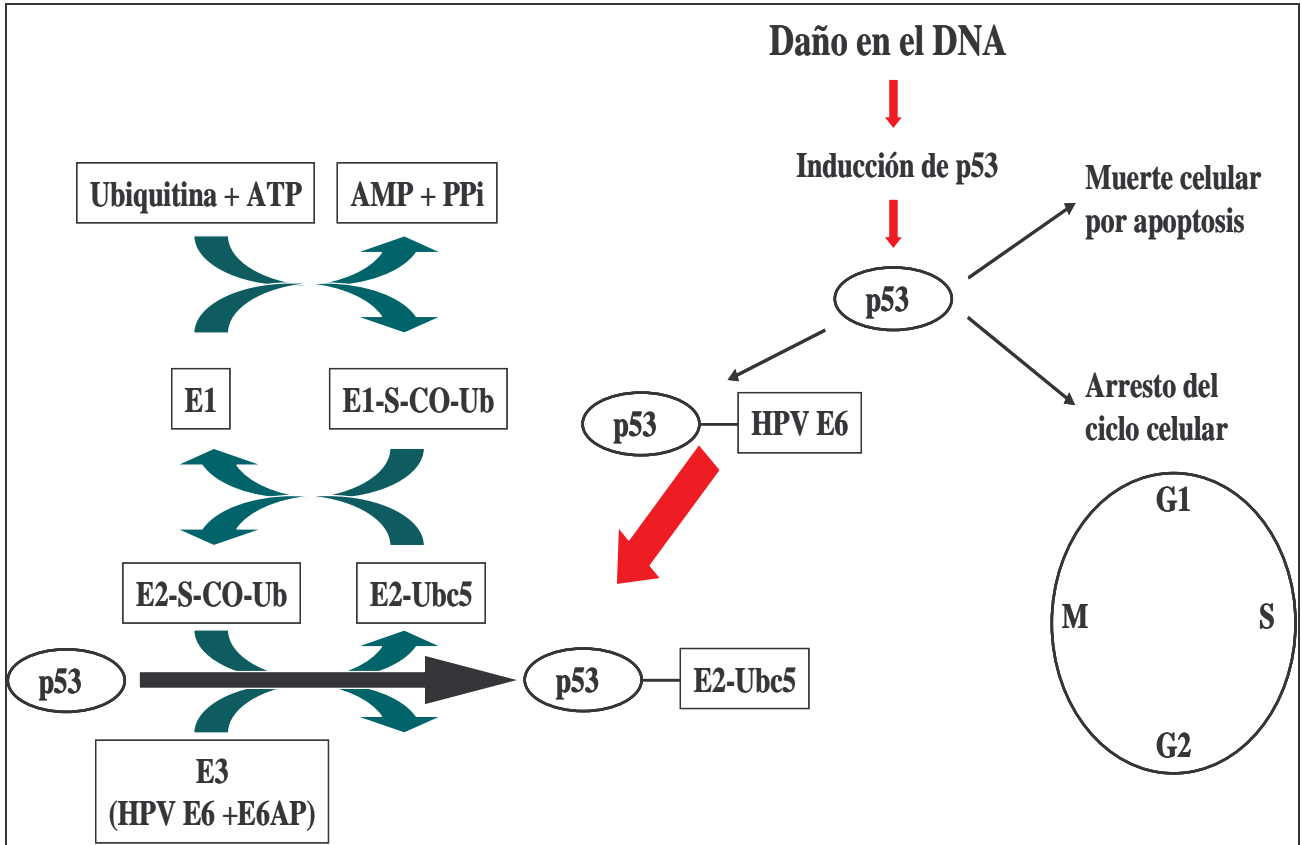 Daño en el DNA
Inducción de p53
Ubiquitina + ATP
AMP + PPi
Muerte celular
por apoptosis
p53
E1
E1-S-CO-Ub
p53
HPV E6
Arresto del
ciclo celular
G1
E2-S-CO-Ub
E2-Ubc5
M
S
p53
p53
E2-Ubc5
G2
E3
(HPV E6 +E6AP)